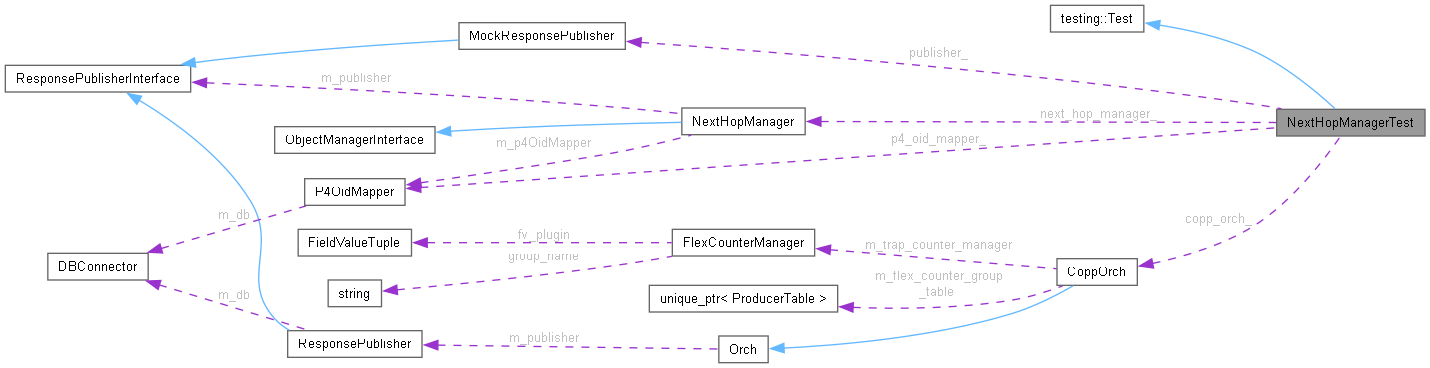 testing::Test
MockResponsePublisher
publisher_
ResponsePublisherInterface
m_publisher
NextHopManager
next_hop_manager_
NextHopManagerTest
ObjectManagerInterface
m_p4OidMapper
p4_oid_mapper_
P4OidMapper
m_db
copp_orch_
FieldValueTuple
fv_plugin
group_name
FlexCounterManager
m_trap_counter_manager
DBConnector
CoppOrch
m_flex_counter_group
_table
string
unique_ptr< ProducerTable >
m_db
ResponsePublisher
m_publisher
Orch